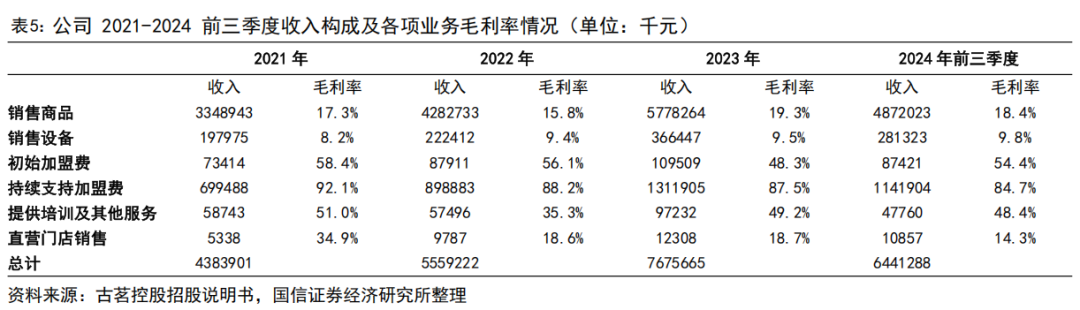 表5：公司 2021-2024 前三季度收入构成及各项业务毛利率情况（单位：千元）
2021 年 2022 年 2023 年 2024 年前三季度
收入 毛利率 收入 毛利率 收入 毛利率 收入 毛利率
销售商品 3348943 17.3% 4282733 15.8% 5778264 19.3% 4872023 18.4%
销售设备 197975 8.2% 222412 9.4% 366447 9.5% 281323 9.8%
初始加盟费 73414 58.4% 87911 56.1% 109509 48.3% 87421 54.4%
持续支持加盟费 699488 92.1% 898883 88.2% 1311905 87.5% 1141904 84.7%
提供培训及其他服务 58743 51.0% 57496 35.3% 97232 49.2% 47760 48.4%
直营门店销售 5338 34.9% 9787 18.6% 12308 18.7% 10857 14.3%
总计 4383901 5559222 7675665 6441288
资料来源：古茗控股招股说明书，国信证券经济研究所整理